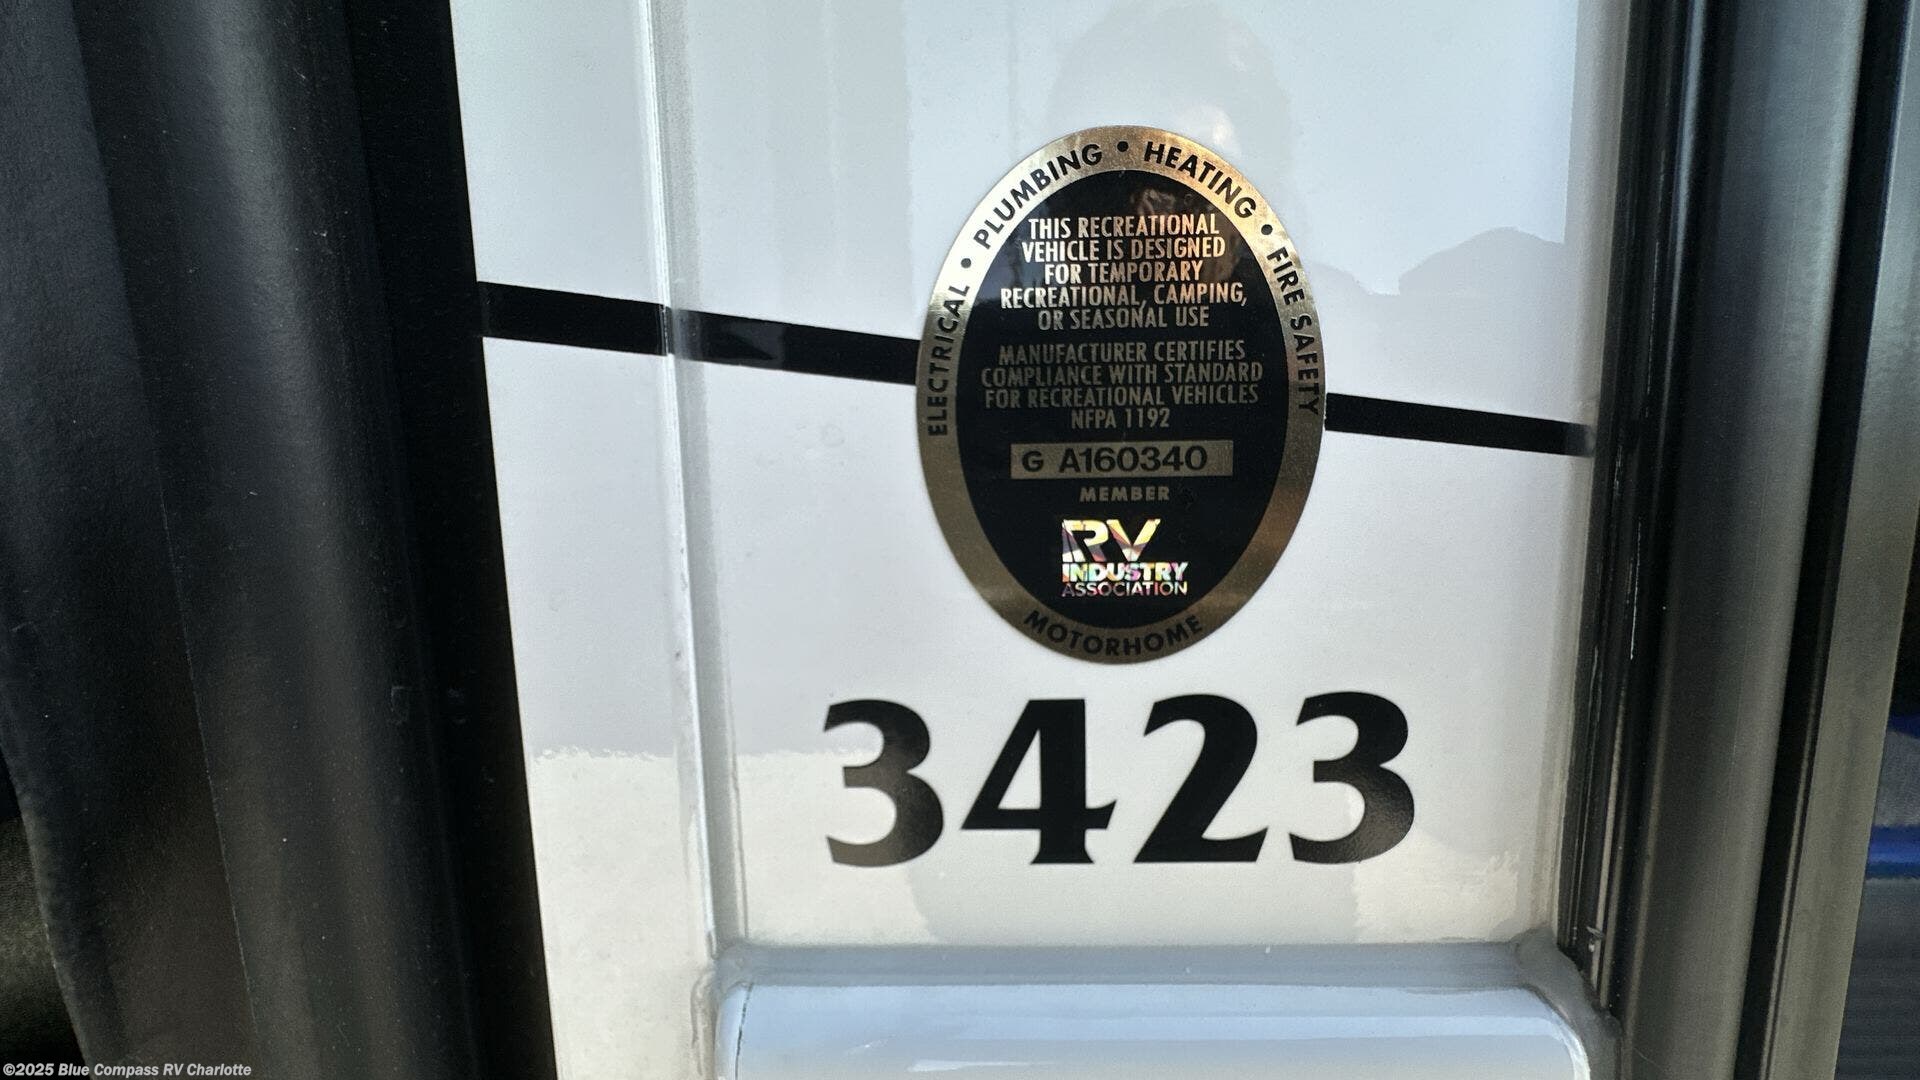 ELECTRICAL • PLUMBING • HEATING • FIRE SAFETY
THIS RECREATIONAL
VEHICLE IS DESIGNED
FOR TEMPORARY
RECREATIONAL, CAMPING,
OR SEASONAL USE
MANUFACTURER CERTIFIES
COMPLIANCE WITH STANDARD
FOR RECREATIONAL VEHICLES
NFPA 1192
G A160340
MEMBER
RV
INDUSTRY
ASSOCIATION
MOTORHOME
3423
©2025 Blue Compass RV Charlotte